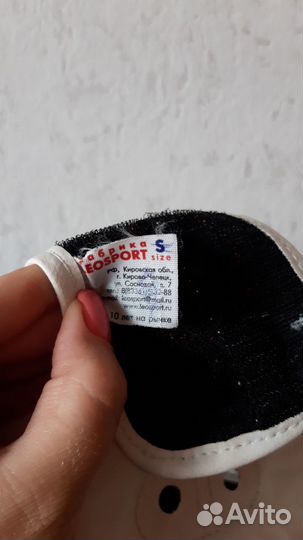 фабрика S
LEOSPORT size
Кировская обл.,
г. Кирово-Чепецк,
ул. Сосновая, д. 7
leosport@mail.ru
www.leosport.ru
10 лет на рынке
Avito